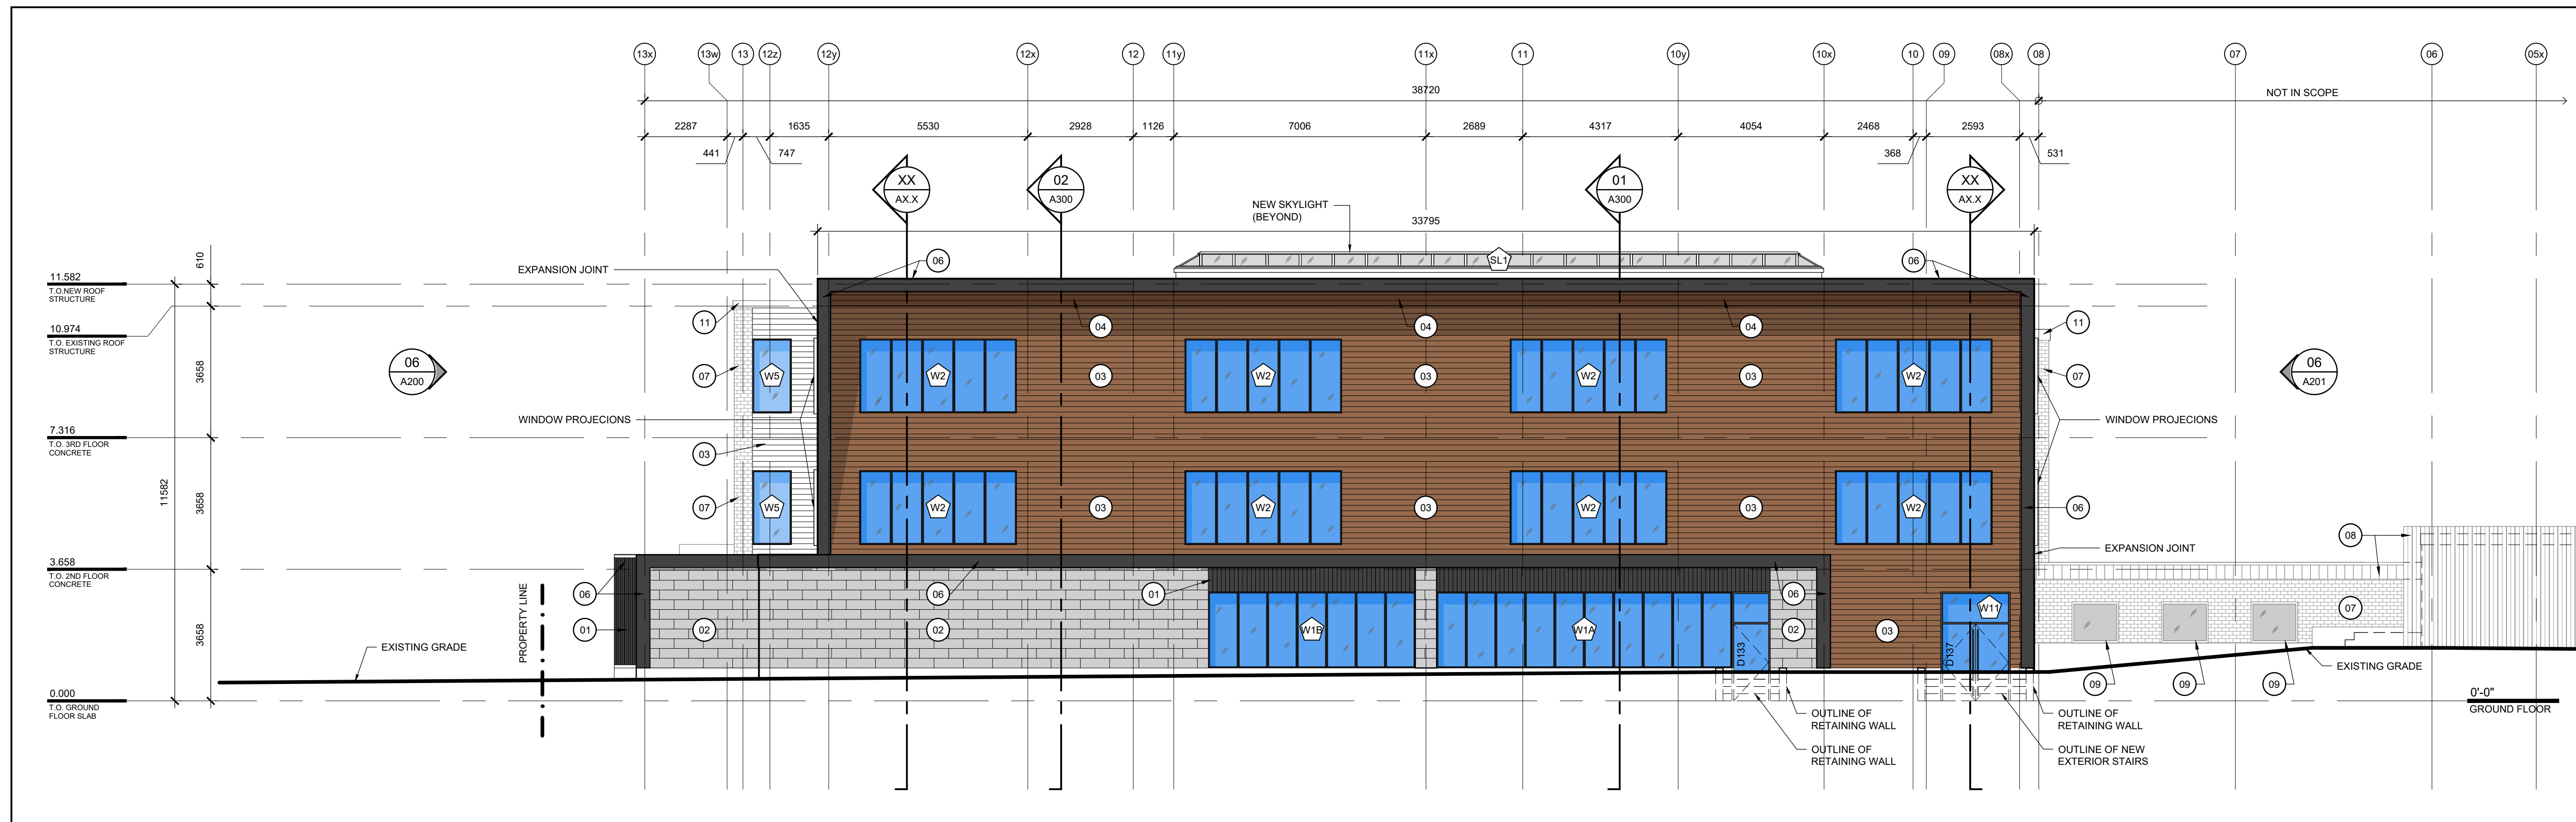 13x 13w 13 12z 12y 12x 12 11y 11x 11 10y 10x 10 09 08x 08 07 06 05x
38720 NOT IN SCOPE
2287 1635 5530 2928 1126 7006 2689 4317 4054 2468 2593
441 747 368 531
XX 02 01 XX
AX.X A300 A300 AX.X
NEW SKYLIGHT
(BEYOND)
33795
610
06 06
SL1
EXPANSION JOINT
11.582
T.O.NEW ROOF
STRUCTURE
11 04 04 04 11
10.974
T.O. EXISTING ROOF
STRUCTURE
06
A200
06
A201
3658
07 W5 W2 03 W2 03 W2 03 W2 07
WINDOW PROJECIONS WINDOW PROJECIONS
7.316
T.O. 3RD FLOOR
CONCRETE
03
11582
3658
07 W5 W2 03 W2 03 W2 03 W2 06
08
EXPANSION JOINT
3.658
T.O. 2ND FLOOR
CONCRETE
PROPERTY LINE
06 06 01 06 W11 07
3658
01 02 02 W1B W1A 02 03
D133 D137
EXISTING GRADE EXISTING GRADE
09 09 09
0.000
T.O. GROUND
FLOOR SLAB
0'-0"
GROUND FLOOR
OUTLINE OF
RETAINING WALL
OUTLINE OF
RETAINING WALL
OUTLINE OF
RETAINING WALL
OUTLINE OF NEW
EXTERIOR STAIRS